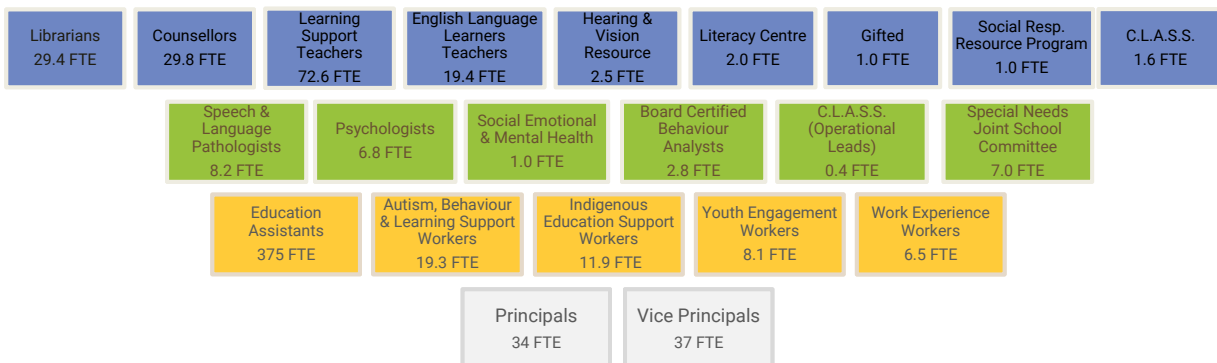 Librarians
29.4 FTE
Counsellors
29.8 FTE
Learning
Support
Teachers
72.6 FTE
English Language
Learners
Teachers
19.4 FTE
Hearing &
Vision
Resource
2.5 FTE
Literacy Centre
2.0 FTE
Gifted
1.0 FTE
Social Resp.
Resource Program
1.0 FTE
C.L.A.S.S.
1.6 FTE
Speech &
Language
Pathologists
8.2 FTE
Psychologists
6.8 FTE
Social Emotional
& Mental Health
1.0 FTE
Board Certified
Behaviour
Analysts
2.8 FTE
C.L.A.S.S.
(Operational
Leads)
0.4 FTE
Special Needs
Joint School
Committee
7.0 FTE
Education
Assistants
375 FTE
Autism, Behaviour
& Learning Support
Workers
19.3 FTE
Indigenous
Education Support
Workers
11.9 FTE
Youth Engagement
Workers
8.1 FTE
Work Experience
Workers
6.5 FTE
Principals
34 FTE
Vice Principals
37 FTE